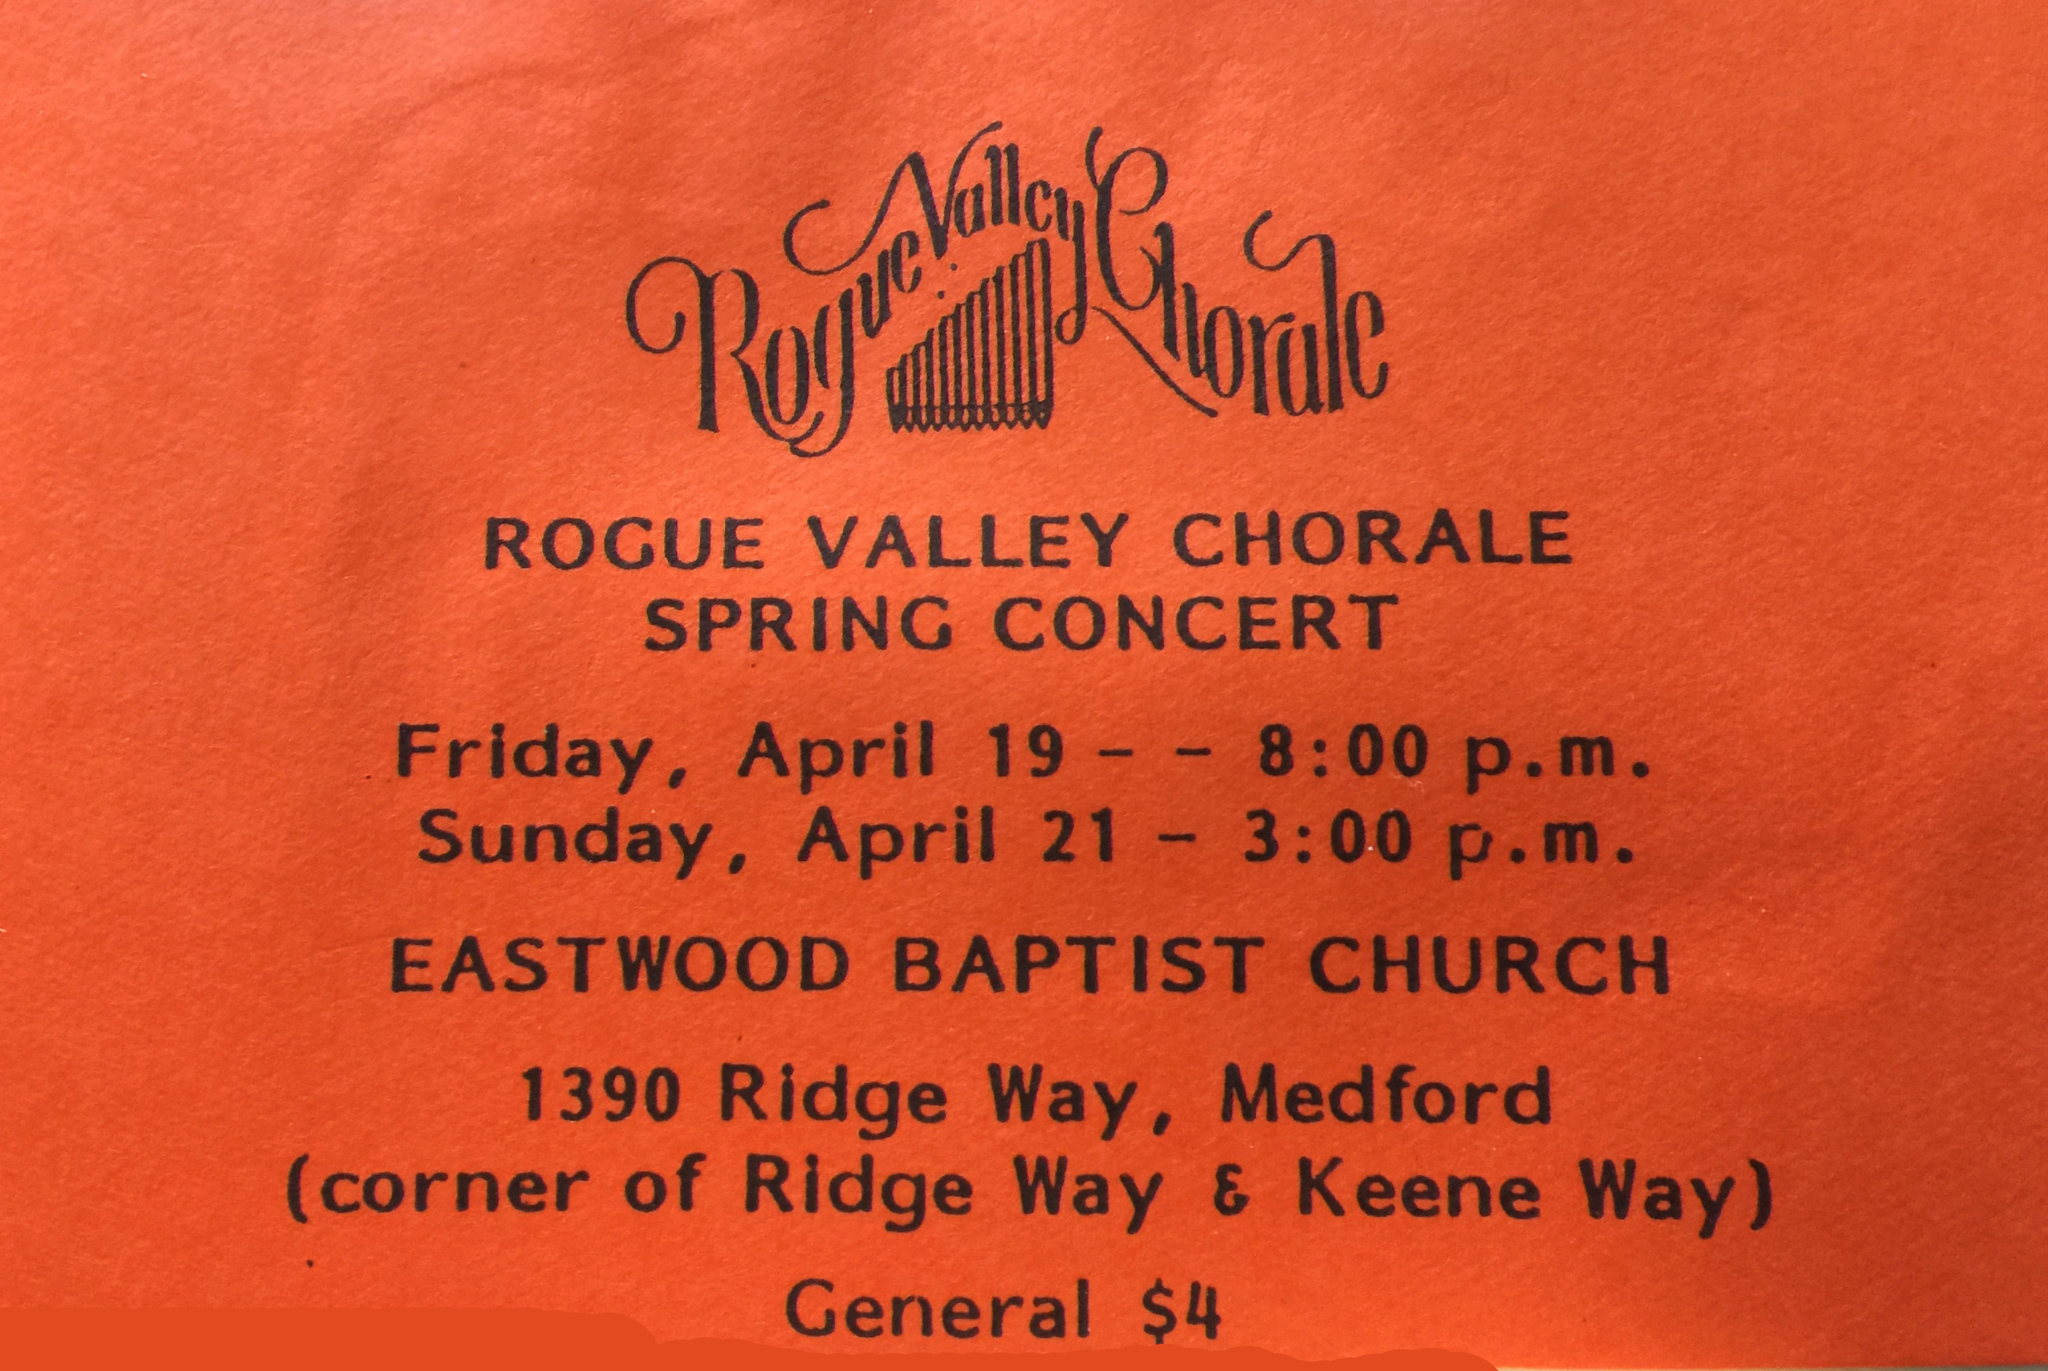 Rogue Valley Chorale
ROGUE VALLEY CHORALE
SPRING CONCERT
Friday, April 19 - - 8:00 p.m.
Sunday, April 21 - 3:00 p.m.
EASTWOOD BAPTIST CHURCH
1390 Ridge Way, Medford
(corner of Ridge Way & Keene Way)
General $4